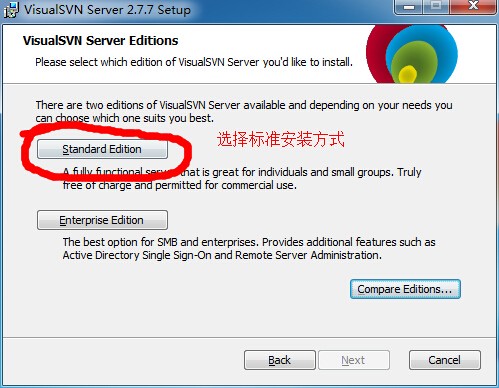 VisualSVN Server 2.7.7 Setup
VisualSVN Server Editions
Please select which edition of VisualSVN Server you'd like to install.
There are two editions of VisualSVN Server available and depending on your needs you
can choose which one suits you best.
Standard Edition
选择标准安装方式
A fully functional server that is great for individuals and small groups. Truly
free of charge and permitted for commercial use.
Enterprise Edition
The best option for SMB and enterprises. Provides additional features such as
Active Directory Single Sign-On and Remote Server Administration.
Compare Editions...
Back
Next
Cancel